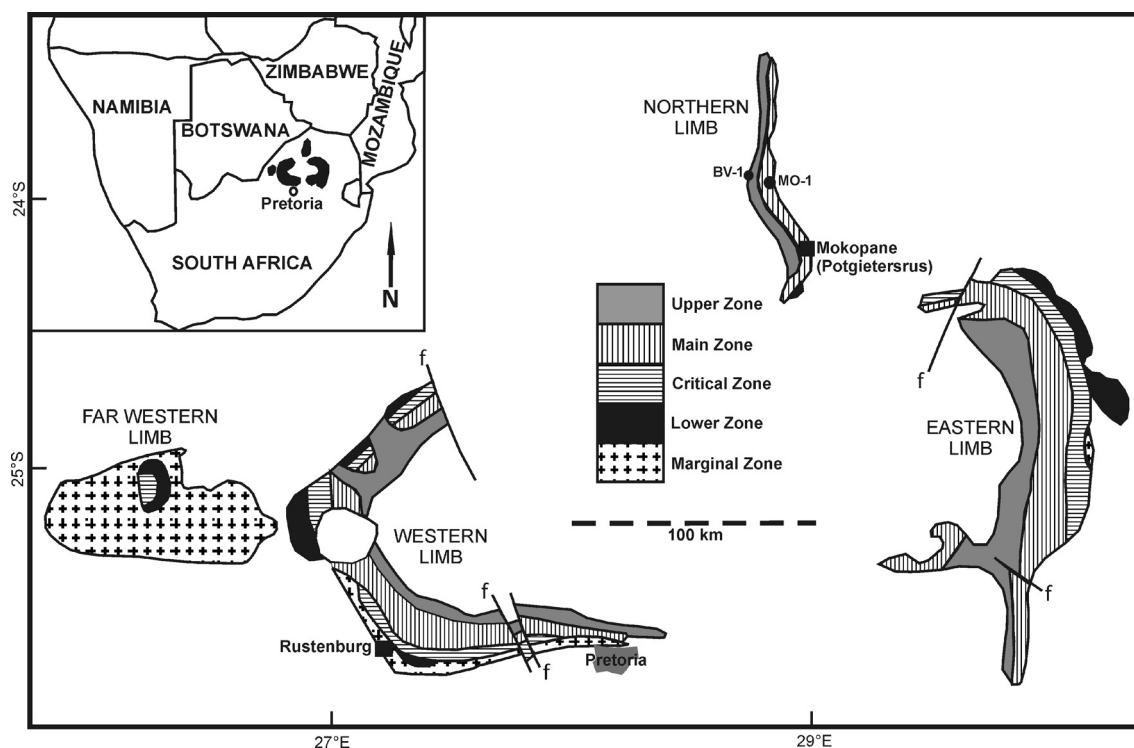 ZIMBABWE
NAMIBIA
BOTSWANA
MOZAMBIQUE
Pretoria
SOUTH AFRICA
N
24°S
25°S
NORTHERN
LIMB
BV-1
MO-1
Mokopane
(Potgietersrus)
Upper Zone
Main Zone
Critical Zone
Lower Zone
Marginal Zone
100 km
FAR WESTERN
LIMB
f
WESTERN
LIMB
f
f
Rustenburg
Pretoria
f
EASTERN
LIMB
f
27°E
29°E